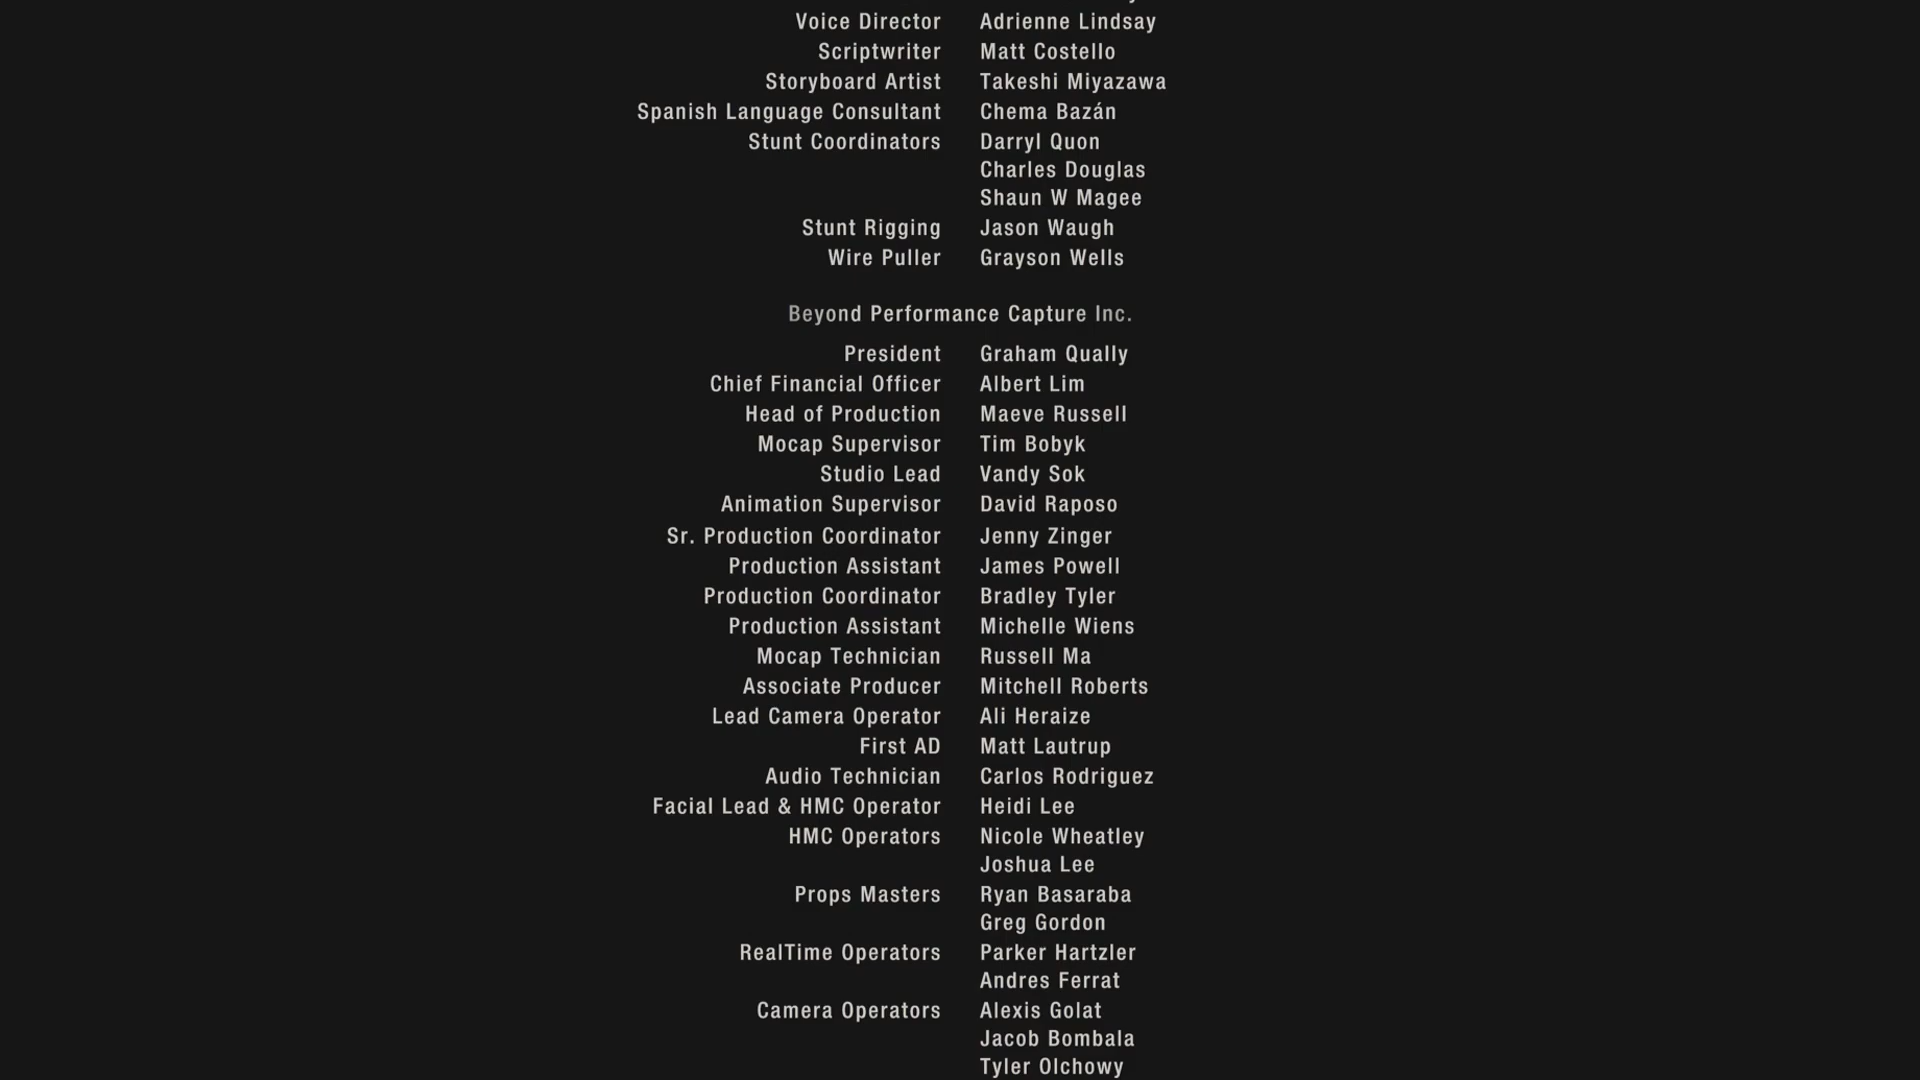 Voice Director Adrienne Lindsay
Scriptwriter Matt Costello
Storyboard Artist Takeshi Miyazawa
Spanish Language Consultant Chema Bazán
Stunt Coordinators Darryl Quon
Charles Douglas
Shaun W Magee
Stunt Rigging Jason Waugh
Wire Puller Grayson Wells
Beyond Performance Capture Inc.
President Graham Qually
Chief Financial Officer Albert Lim
Head of Production Maeve Russell
Mocap Supervisor Tim Bobyk
Studio Lead Vandy Sok
Animation Supervisor David Raposo
Sr. Production Coordinator Jenny Zinger
Production Assistant James Powell
Production Coordinator Bradley Tyler
Production Assistant Michelle Wiens
Mocap Technician Russell Ma
Associate Producer Mitchell Roberts
Lead Camera Operator Ali Heraize
First AD Matt Lautrup
Audio Technician Carlos Rodriguez
Facial Lead & HMC Operator Heidi Lee
HMC Operators Nicole Wheatley
Joshua Lee
Props Masters Ryan Basaraba
Greg Gordon
RealTime Operators Parker Hartzler
Andres Ferrat
Camera Operators Alexis Golat
Jacob Bombala
Tyler Olchowy